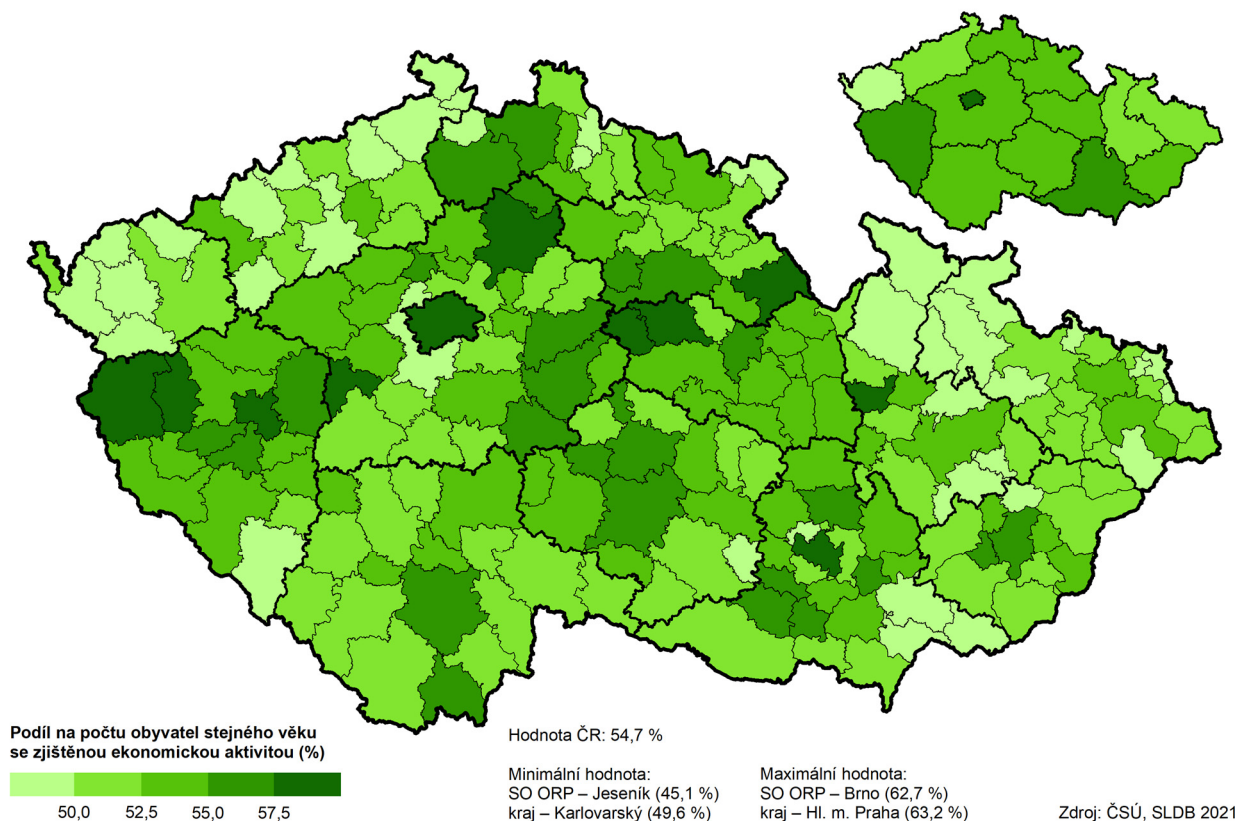 Podíl na počtu obyvatel stejného věku
se zjištěnou ekonomickou aktivitou (%)
50,0 52,5 55,0 57,5
Hodnota ČR: 54,7 %
Minimální hodnota:
SO ORP – Jeseník (45,1 %)
kraj – Karlovarský (49,6 %)
Maximální hodnota:
SO ORP – Brno (62,7 %)
kraj – Hl. m. Praha (63,2 %)
Zdroj: ČSÚ, SLDB 2021